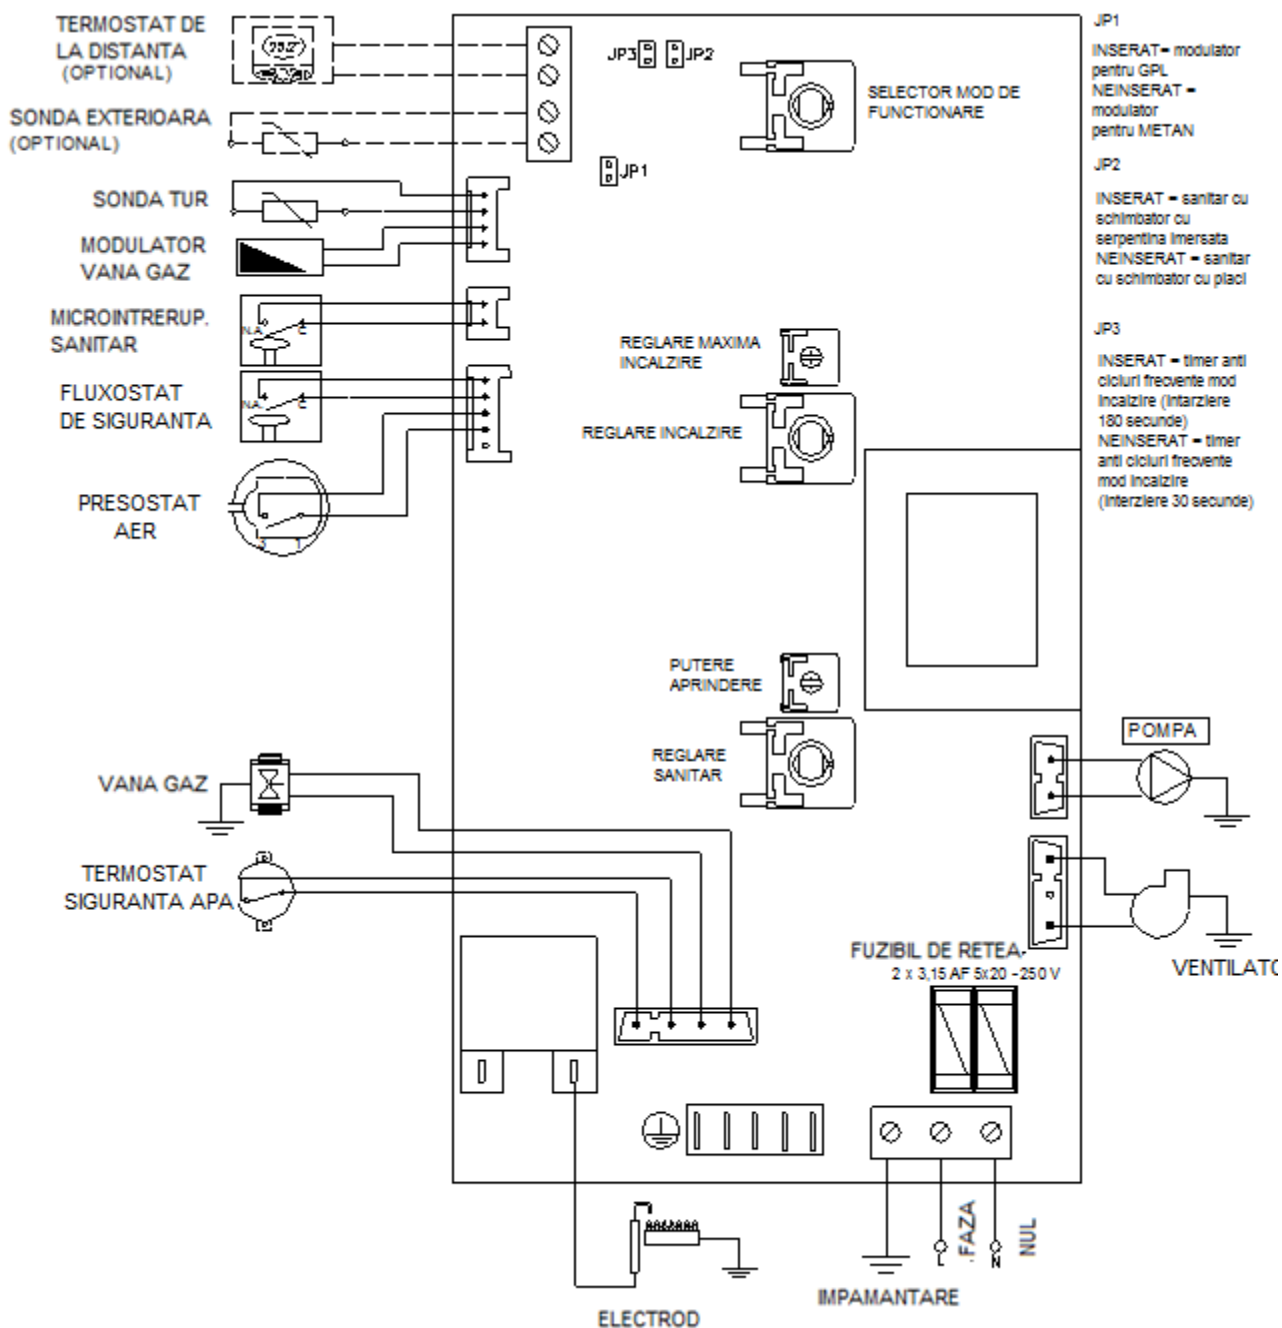 TERMOSTAT DE
LA DISTANTA
(OPTIONAL)
SONDA EXTERIOARA
(OPTIONAL)
SONDA TUR
MODULATOR
VANA GAZ
MICROINTRERUP.
SANITAR
N.A.
C
FLUXOSTAT
DE SIGURANTA
N.A.
C
PRESOSTAT
AER
3 1
VANA GAZ
TERMOSTAT
SIGURANTA APA
JP3
JP2
JP1
SELECTOR MOD DE
FUNCTIONARE
REGLARE MAXIMA
INCALZIRE
REGLARE INCALZIRE
PUTERE
APRINDERE
REGLARE
SANITAR
POMPA
VENTILATO
FUZIBIL DE RETEA-
2 x 3,15 AF 5x20 -250 V
L
.FAZA
N
NUL
IMPAMANTARE
ELECTROD
JP1
INSERAT= modulator
pentru GPL
NEINSERAT =
modulator
pentru METAN
JP2
INSERAT = sanitar cu
schimbator cu
serpentina imersata
NEINSERAT = sanitar
cu schimbator cu placi
JP3
INSERAT = timer anti
cicluri frecvente mod
incalzire (intarziere
180 secunde)
NEINSERAT = timer
anti cicluri frecvente
mod incalzire
(interziere 30 secunde)